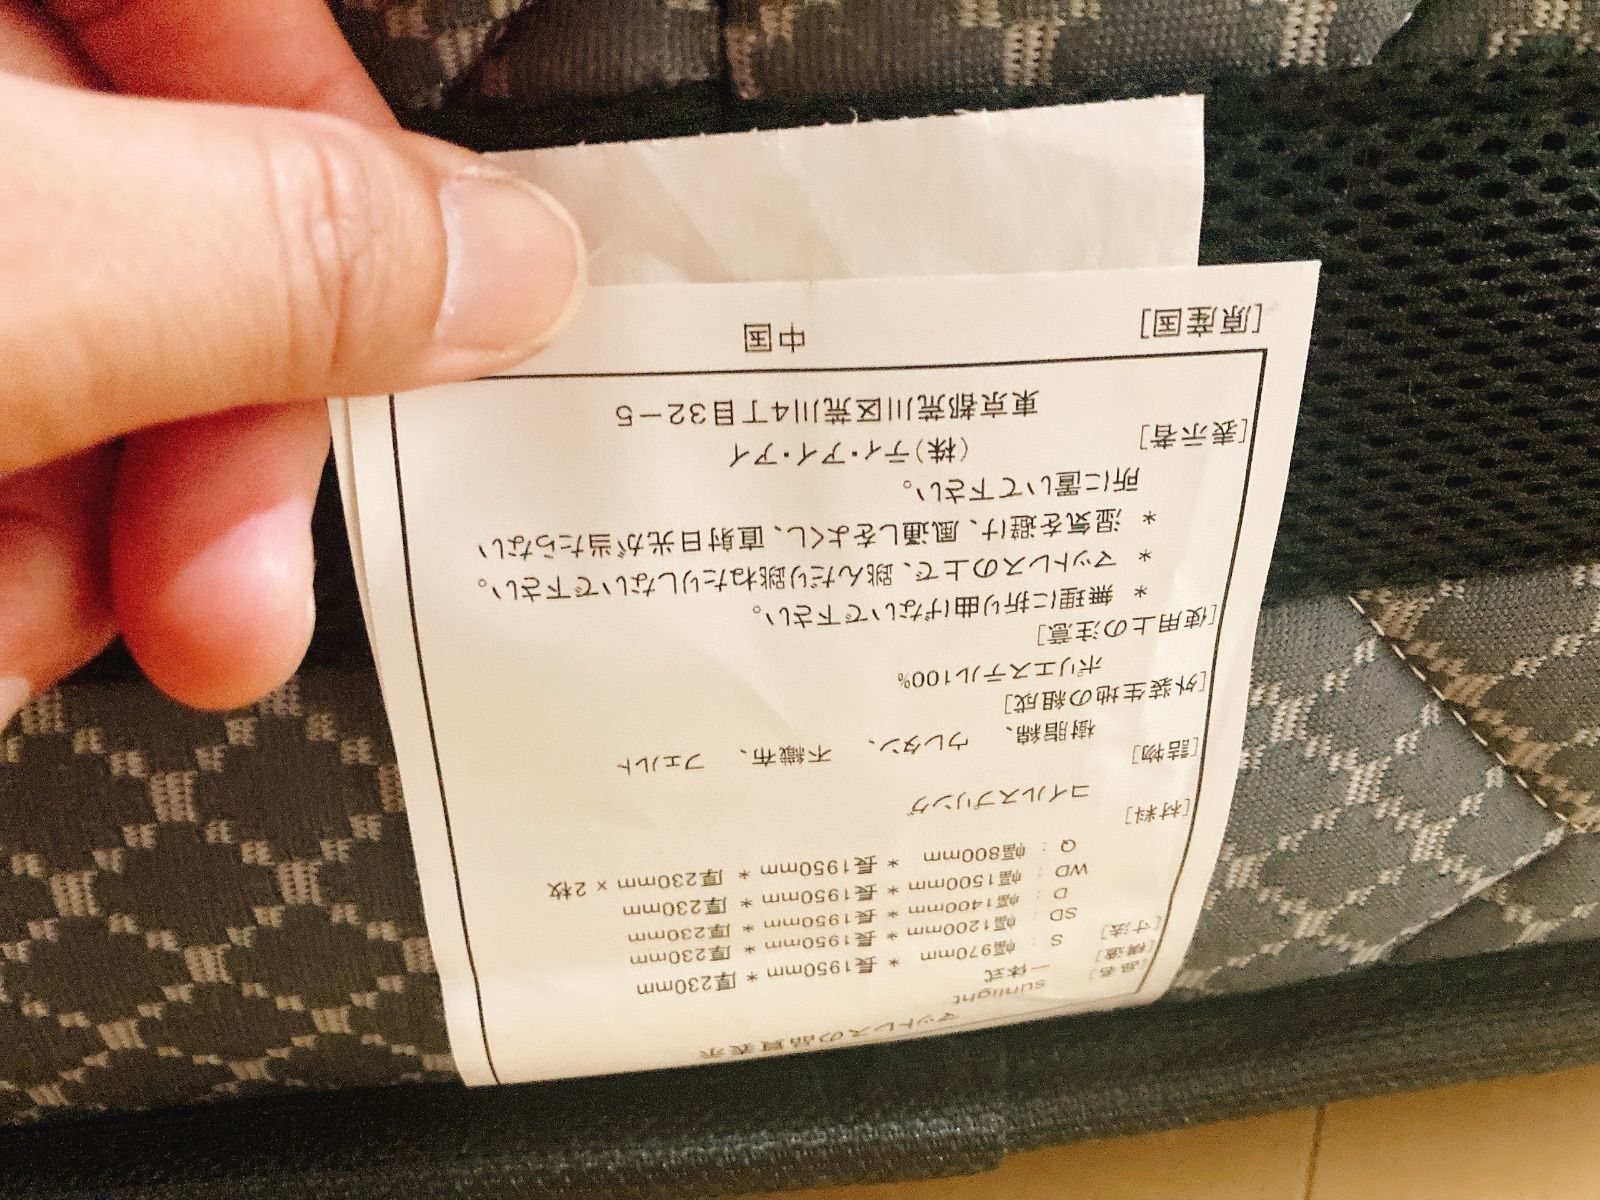 マットレスの品質表示
[品名] sunlight
[構造] 一体式
[寸法] S : 幅970mm * 長1950mm * 厚230mm
SD : 幅1200mm * 長1950mm * 厚230mm
D : 幅1400mm * 長1950mm * 厚230mm
WD : 幅1500mm * 長1950mm * 厚230mm
Q : 幅800mm * 長1950mm * 厚230mm × 2枚
[材料] コイルスプリング
[詰物] 樹脂綿、 ウレタン、 不織布、 フェルト
[外装生地の組成]
ポリエステル100%
[使用上の注意]
* 無理に折り曲げないで下さい。
* マットレスの上で、跳んだり跳ねたりしないで下さい。
* 湿気を避け、風通しをよくし、直射日光が当たらない
所に置いて下さい。
[表示者] (株)ティ・アイ・アイ
東京都荒川区荒川4丁目32-5
[原産国] 中国